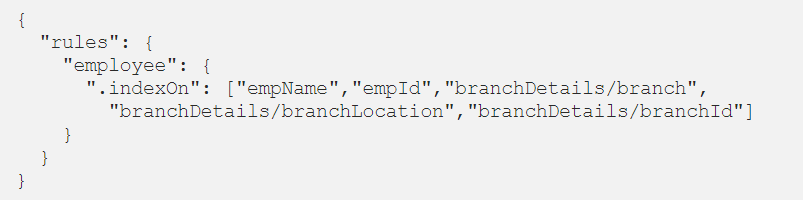 {
  "rules": {
    "employee": {
      ".indexOn": ["empName","empId","branchDetails/branch",
        "branchDetails/branchLocation","branchDetails/branchId"]
    }
  }
}